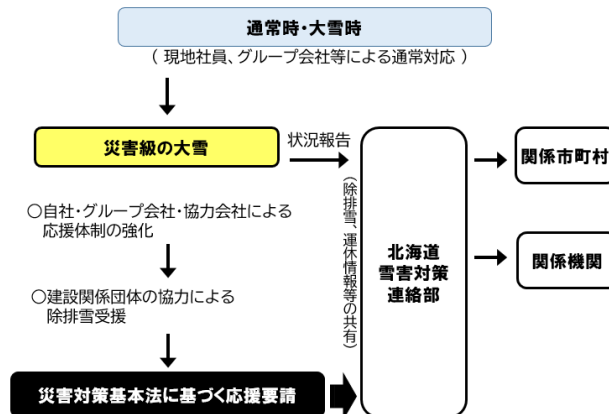 通常時・大雪時
（ 現地社員、グループ会社等による通常対応 ）
災害級の大雪
状況報告
（除排雪、運休情報等の共有）
北海道
雪害対策
連絡部
関係市町村
関係機関
〇自社・グループ会社・協力会社による
応援体制の強化
〇建設関係団体の協力による
除排雪受援
災害対策基本法に基づく応援要請